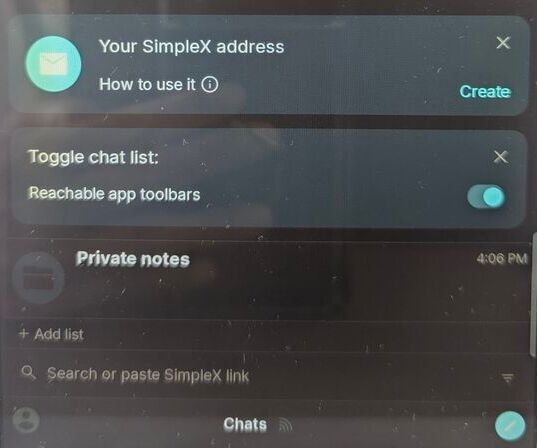 Your SimpleX address
How to use it
Create
Toggle chat list:
Reachable app toolbars
Private notes
4:06 PM
+ Add list
Search or paste SimpleX link
Chats